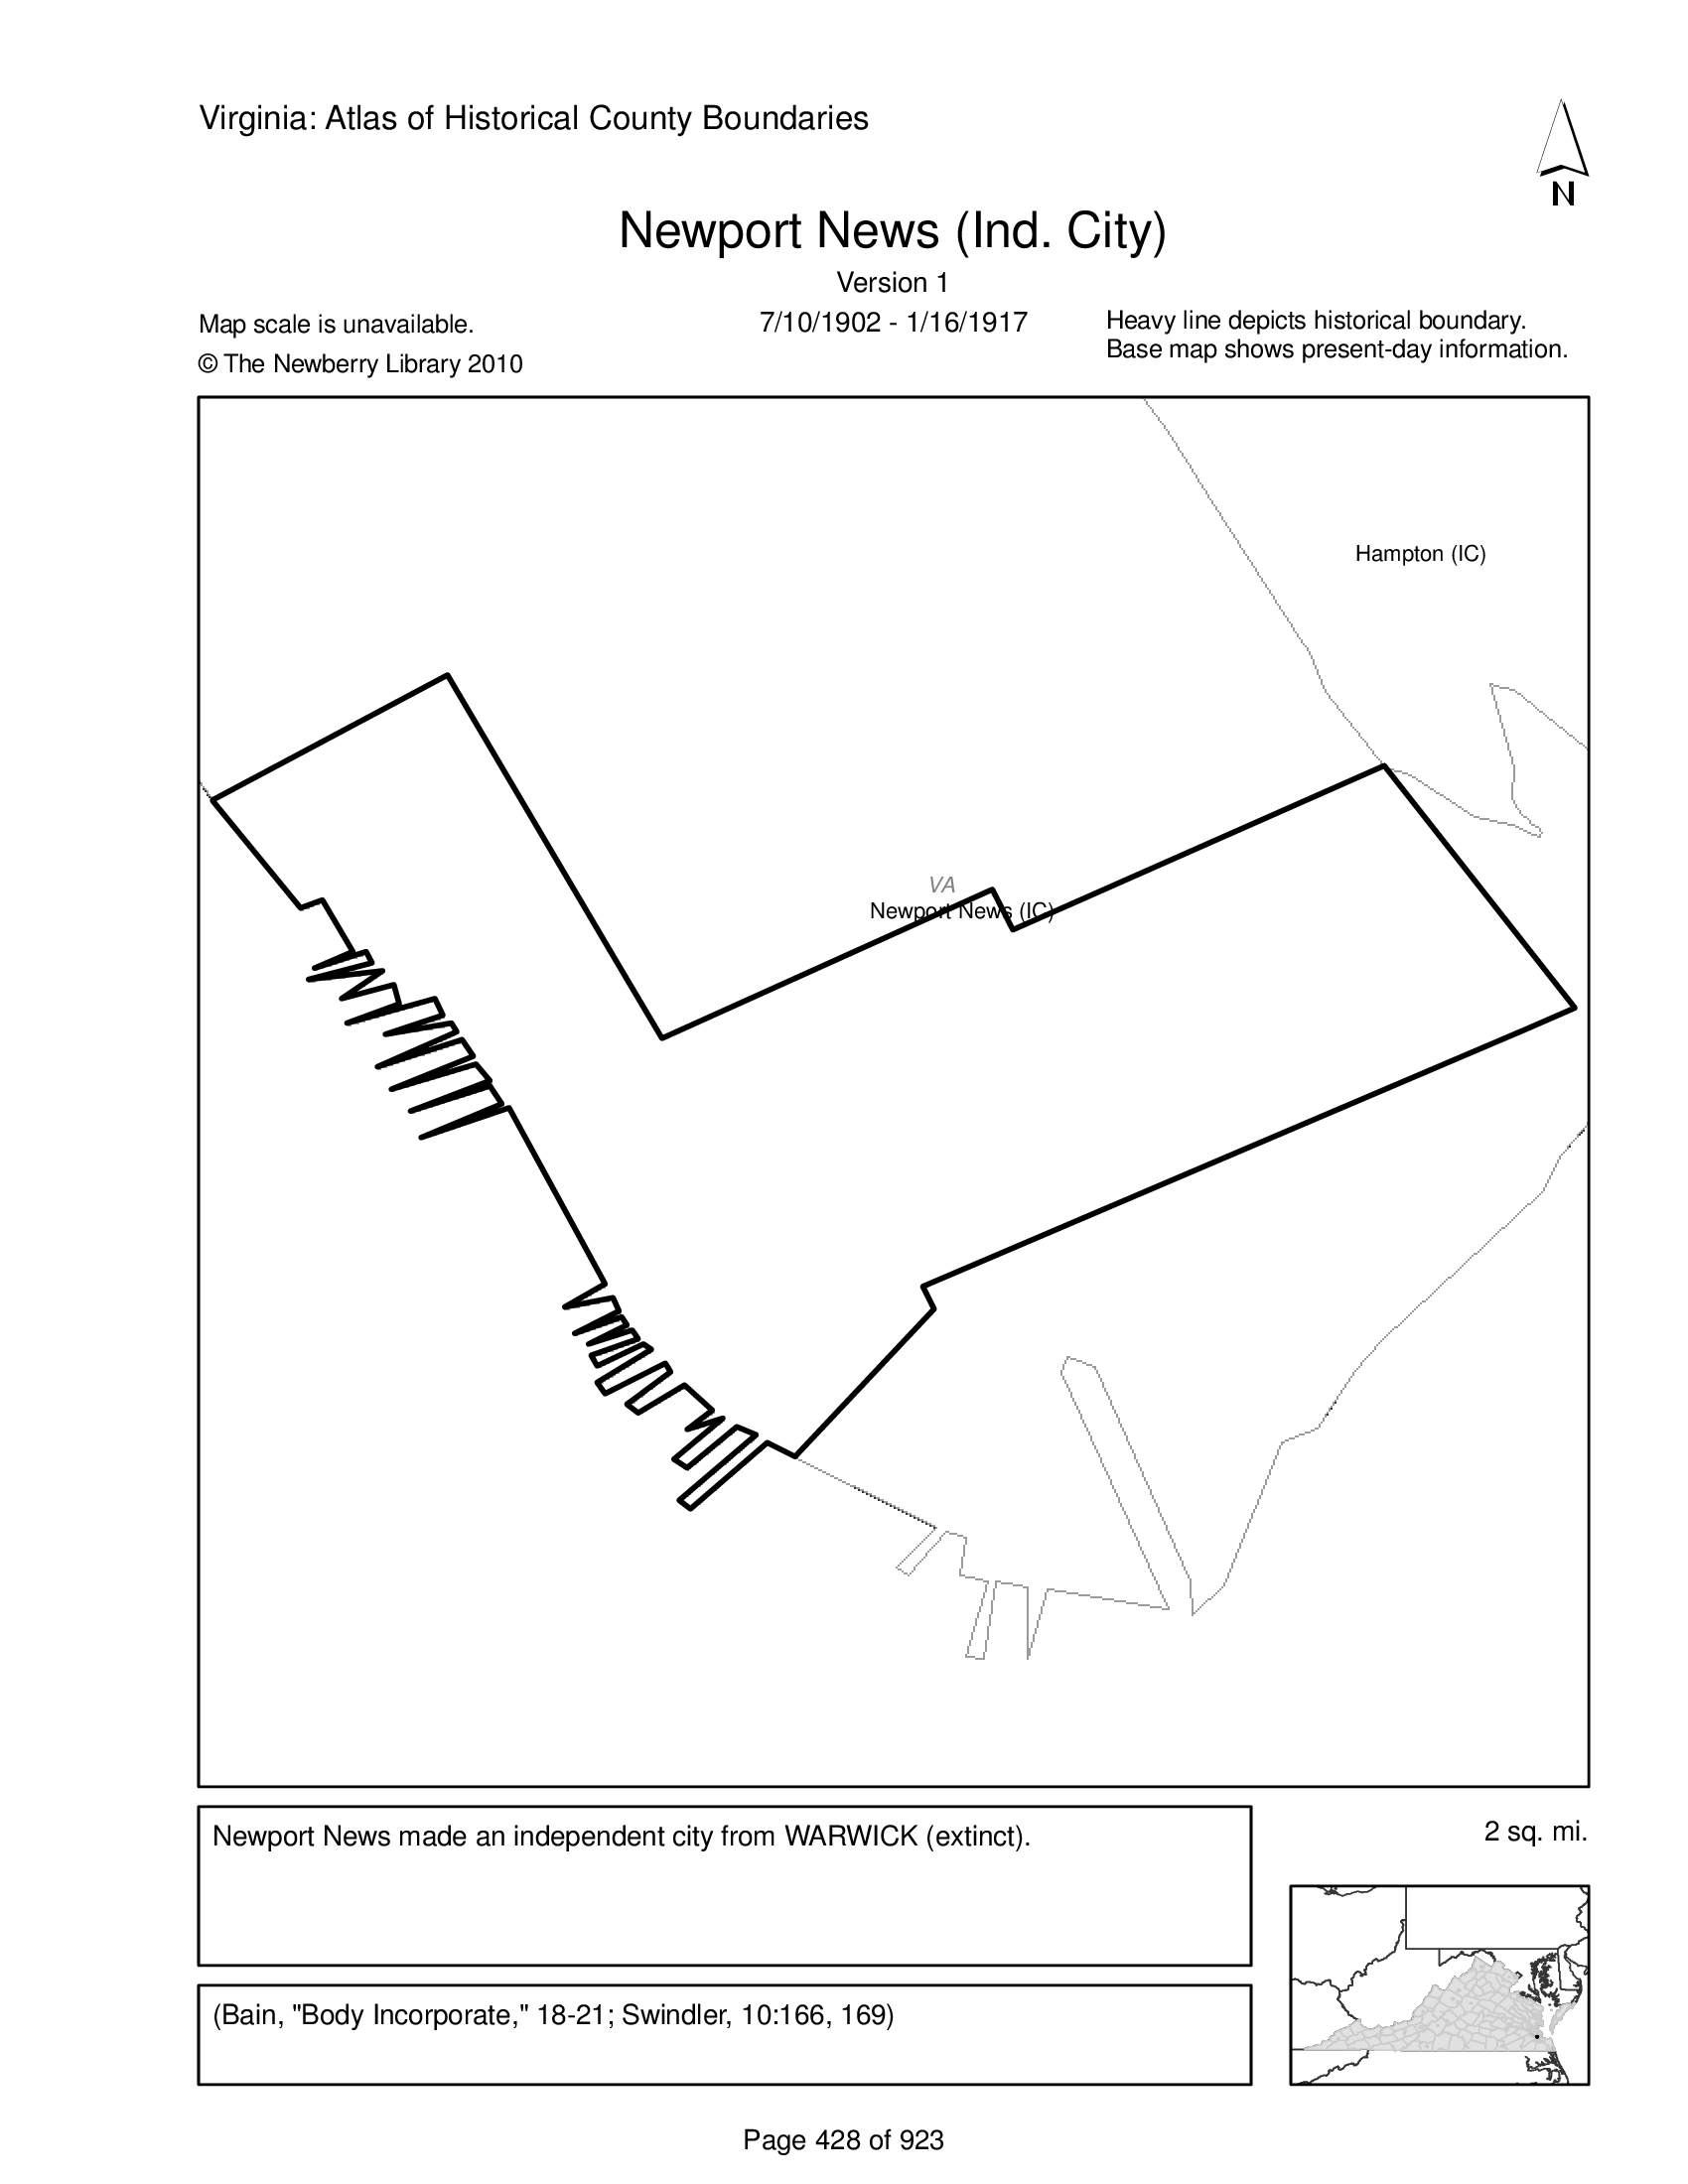 Virginia: Atlas of Historical County Boundaries
N
Newport News (Ind. City)
Version 1
Map scale is unavailable.
7/10/1902 - 1/16/1917
Heavy line depicts historical boundary.
© The Newberry Library 2010
Base map shows present-day information.
Hampton (IC)
VA
Newport News (IC)
Newport News made an independent city from WARWICK (extinct).
2 sq. mi.
(Bain, "Body Incorporate," 18-21; Swindler, 10:166, 169)
Page 428 of 923